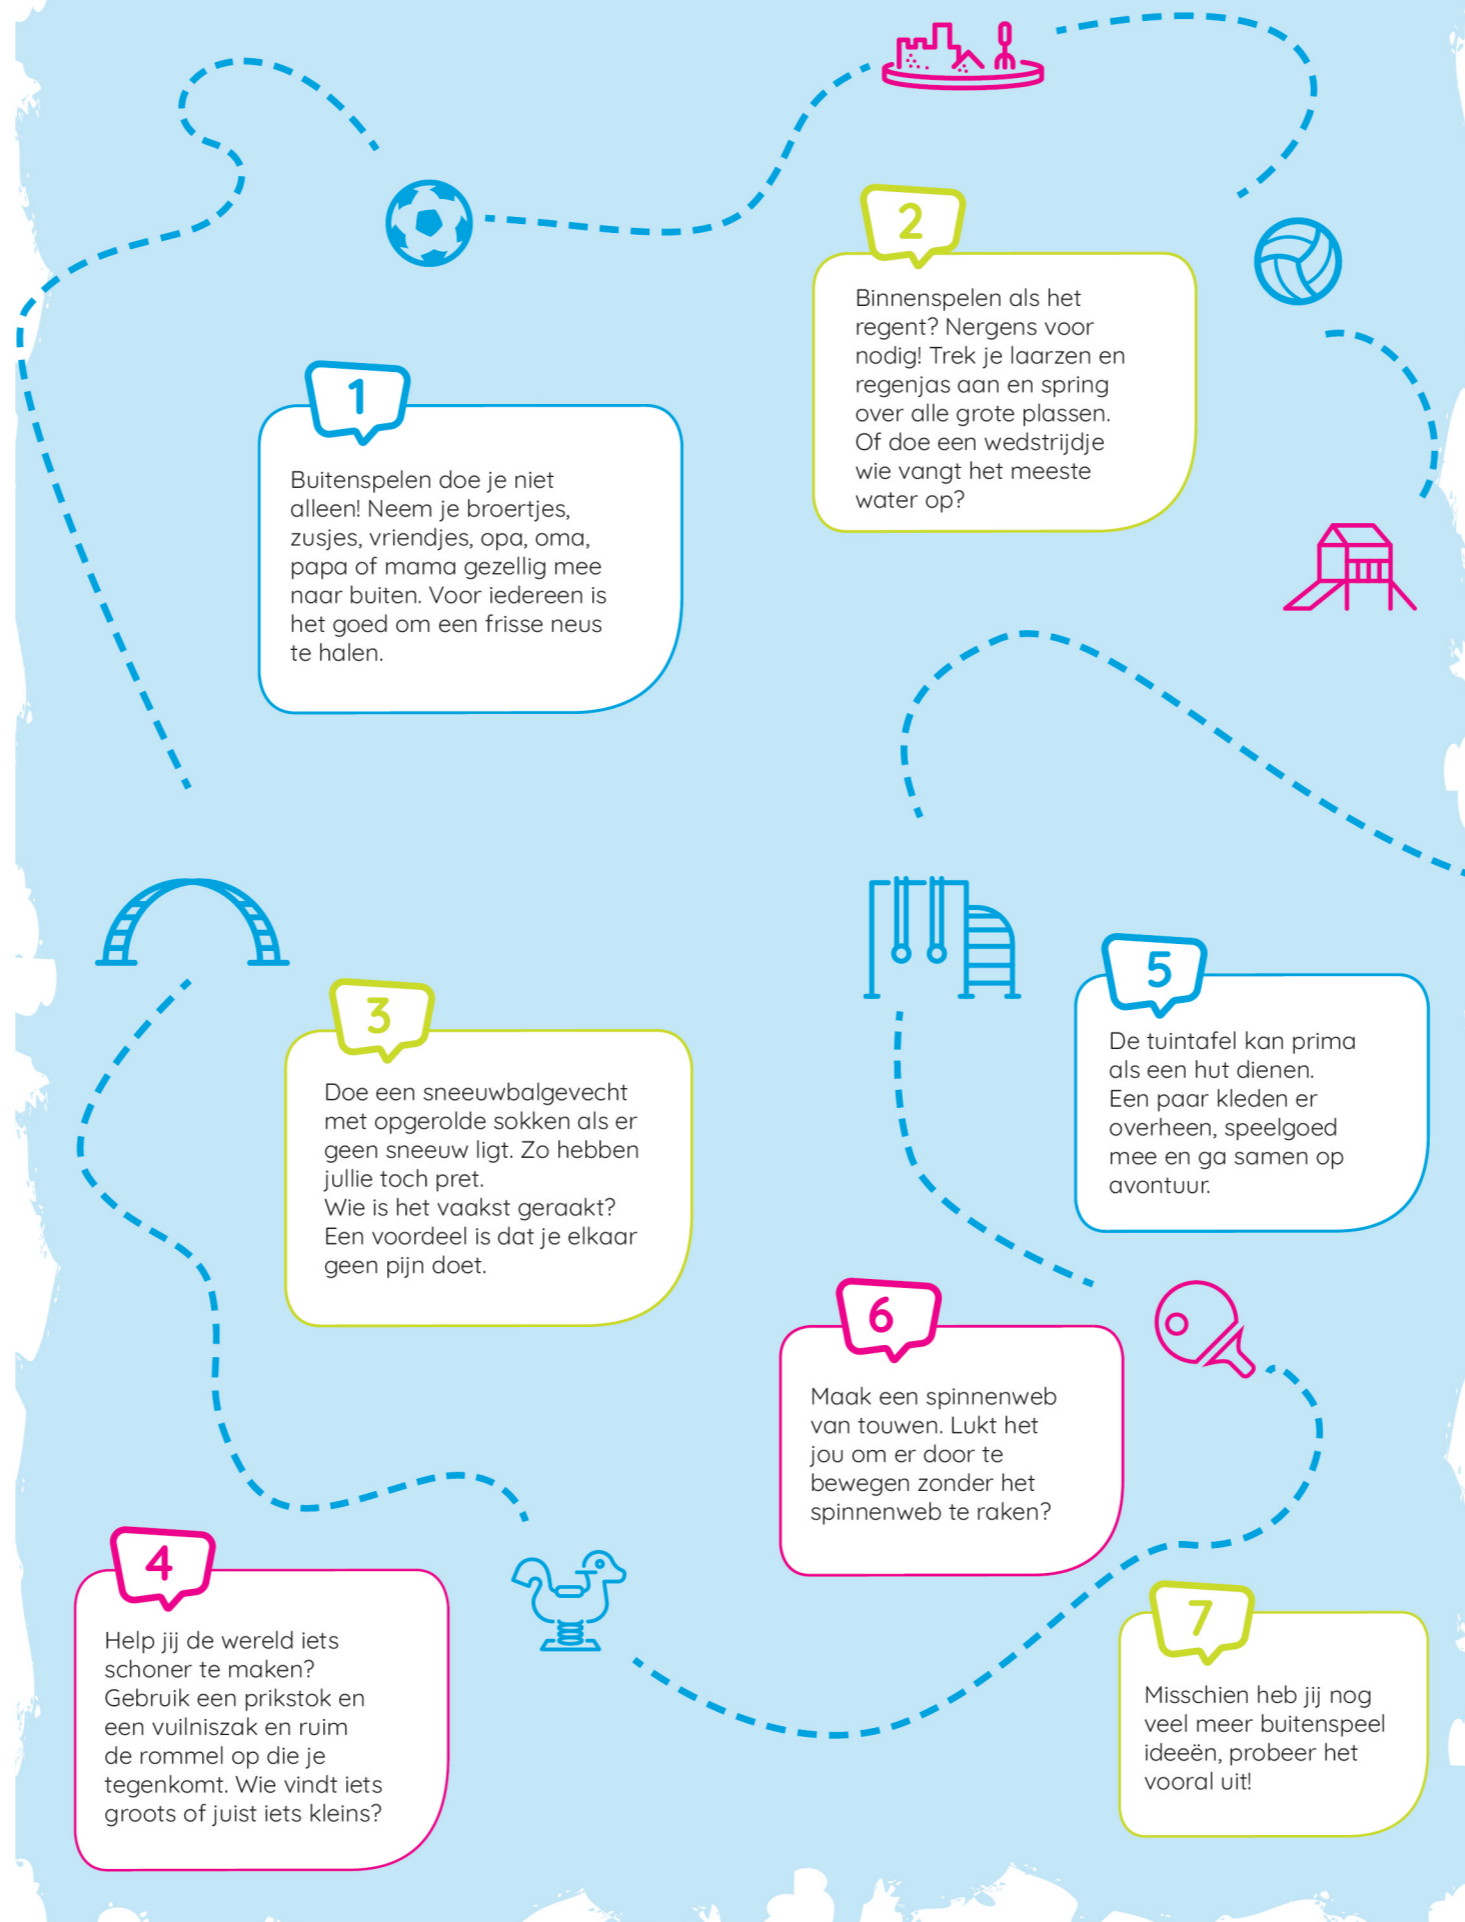 1
Buitenspelen doe je niet
alleen! Neem je broertjes,
zusjes, vriendjes, opa, oma,
papa of mama gezellig mee
naar buiten. Voor iedereen is
het goed om een frisse neus
te halen.
2
Binnenspelen als het
regent? Nergens voor
nodig! Trek je laarzen en
regenjas aan en spring
over alle grote plassen.
Of doe een wedstrijdje
wie vangt het meeste
water op?
3
Doe een sneeuwbalgevecht
met opgerolde sokken als er
geen sneeuw ligt. Zo hebben
jullie toch pret.
Wie is het vaakst geraakt?
Een voordeel is dat je elkaar
geen pijn doet.
4
Help jij de wereld iets
schoner te maken?
Gebruik een prikstok en
een vuilniszak en ruim
de rommel op die je
tegenkomt. Wie vindt iets
groots of juist iets kleins?
5
De tuintafel kan prima
als een hut dienen.
Een paar kleden er
overheen, speelgoed
mee en ga samen op
avontuur.
6
Maak een spinnenweb
van touwen. Lukt het
jou om er door te
bewegen zonder het
spinnenweb te raken?
7
Misschien heb jij nog
veel meer buitenspeel
ideeën, probeer het
vooral uit!